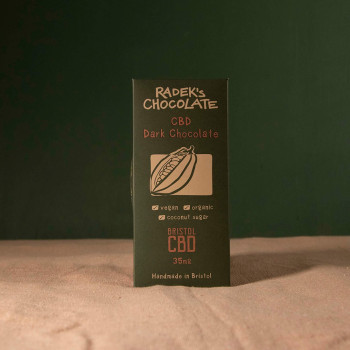 RADEK's
CHOCOLATE
CBD
Dark Chocolate
vegan organic
coconut sugar
BRISTOL
CBD
35mg
Handmade in Bristol